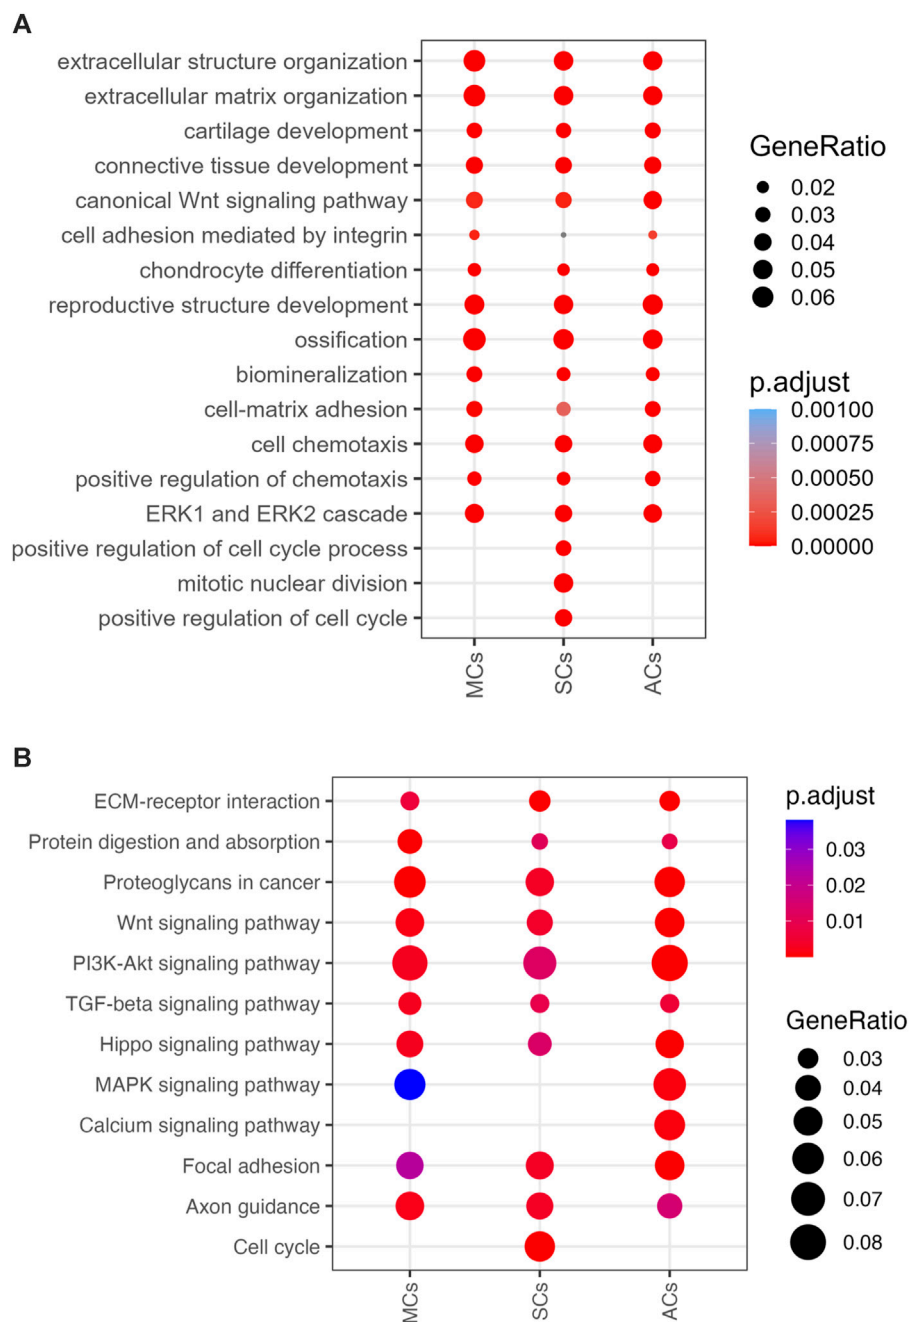 A
extracellular structure organization
extracellular matrix organization
cartilage development
connective tissue development
canonical Wnt signaling pathway
cell adhesion mediated by integrin
chondrocyte differentiation
reproductive structure development
ossification
biomineralization
cell-matrix adhesion
cell chemotaxis
positive regulation of chemotaxis
ERK1 and ERK2 cascade
positive regulation of cell cycle process
mitotic nuclear division
positive regulation of cell cycle
MCs
SCs
ACs
GeneRatio
0.02
0.03
0.04
0.05
0.06
p.adjust
0.00100
0.00075
0.00050
0.00025
0.00000
B
ECM-receptor interaction
Protein digestion and absorption
Proteoglycans in cancer
Wnt signaling pathway
PI3K-Akt signaling pathway
TGF-beta signaling pathway
Hippo signaling pathway
MAPK signaling pathway
Calcium signaling pathway
Focal adhesion
Axon guidance
Cell cycle
MCs
SCs
ACs
p.adjust
0.03
0.02
0.01
GeneRatio
0.03
0.04
0.05
0.06
0.07
0.08